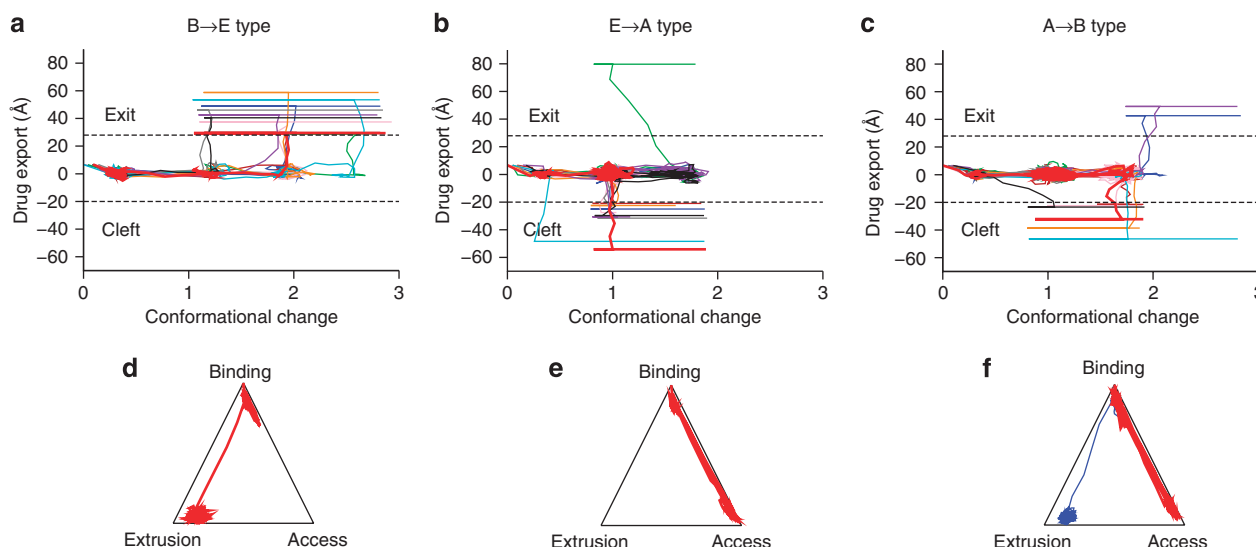 a B→E type
80
60
40
20
0
−20
−40
−60
Drug export (Å)
Exit
Cleft
0 1 2 3
Conformational change
b E→A type
80
60
40
20
0
−20
−40
−60
Drug export (Å)
Exit
Cleft
0 1 2 3
Conformational change
c A→B type
80
60
40
20
0
−20
−40
−60
Drug export (Å)
Exit
Cleft
0 1 2 3
Conformational change
d
Binding
Extrusion Access
e
Binding
Extrusion Access
f
Binding
Extrusion Access